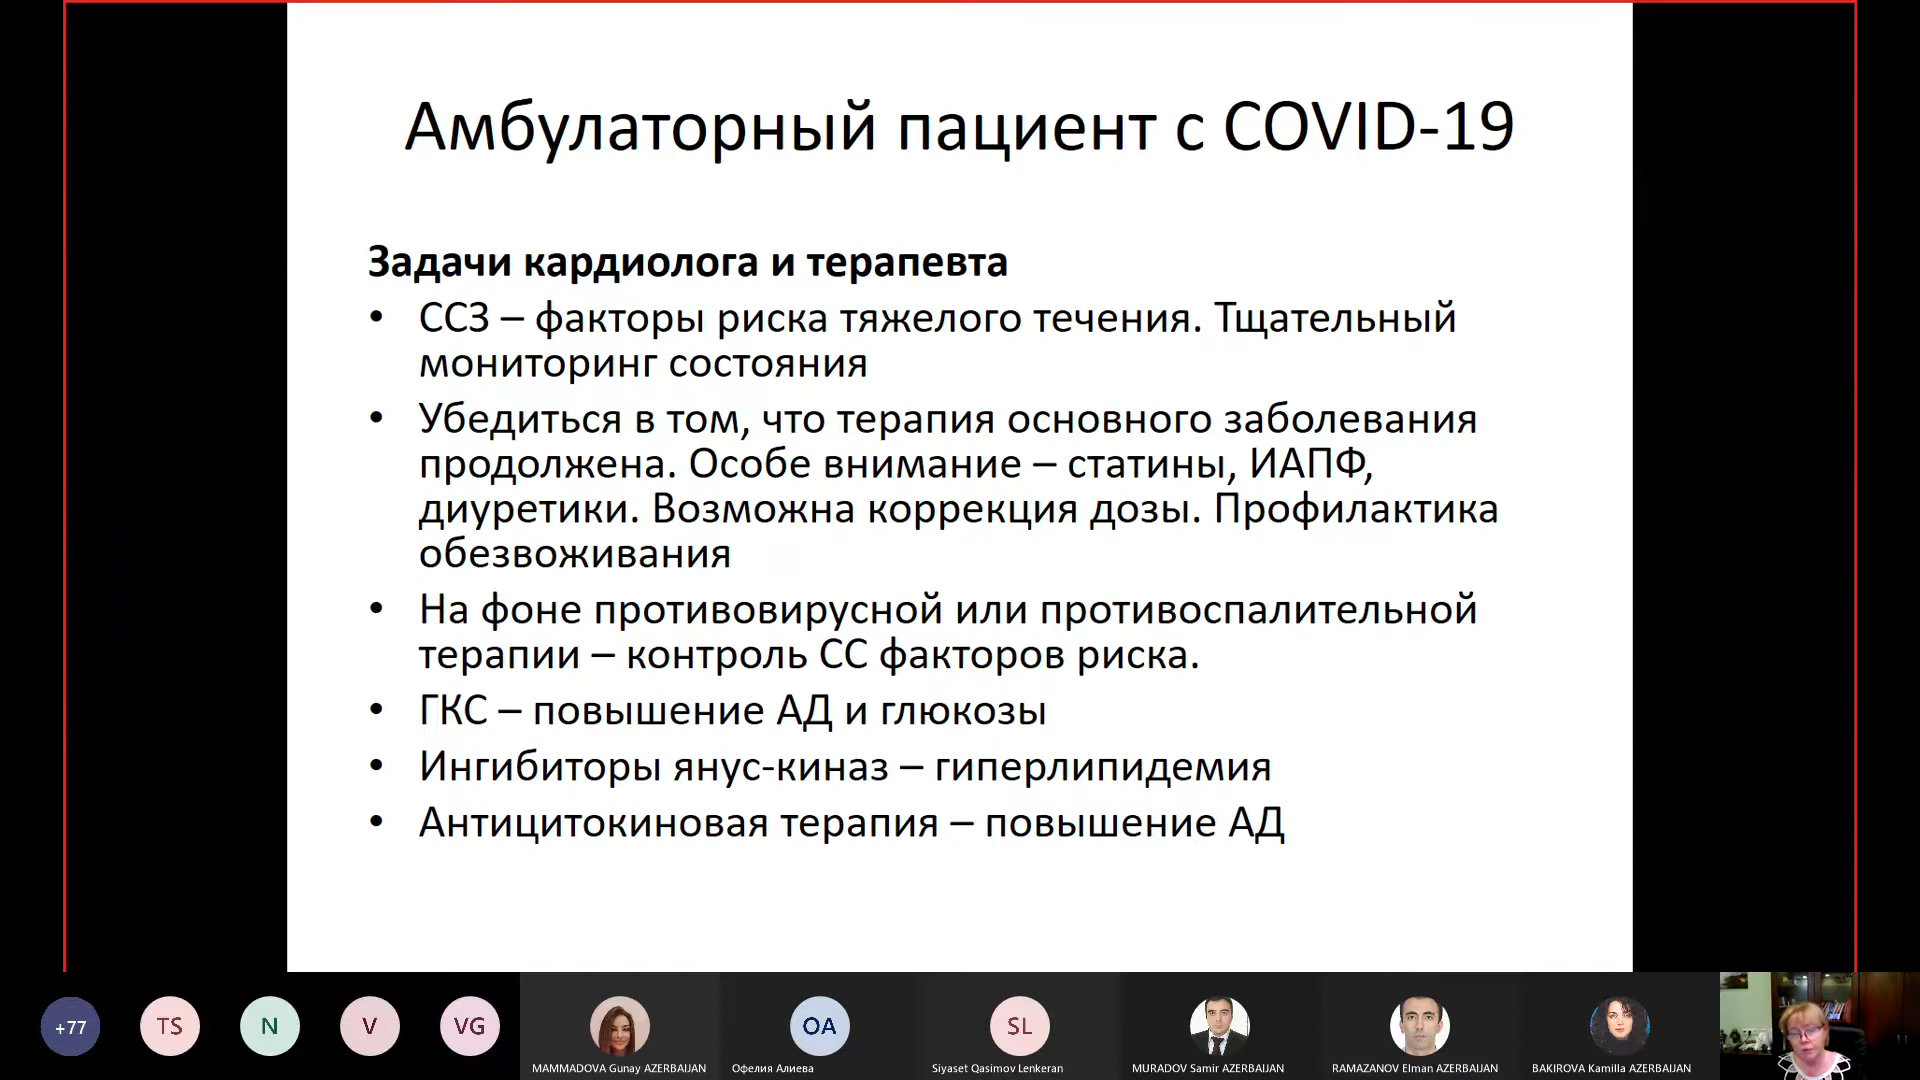 Амбулаторный пациент с COVID-19
Задачи кардиолога и терапевта
• ССЗ – факторы риска тяжелого течения. Тщательный
мониторинг состояния
• Убедиться в том, что терапия основного заболевания
продолжена. Особе внимание – статины, ИАПФ,
диуретики. Возможна коррекция дозы. Профилактика
обезвоживания
• На фоне противовирусной или противоспалительной
терапии – контроль СС факторов риска.
• ГКС – повышение АД и глюкозы
• Ингибиторы янус-киназ – гиперлипидемия
• Антицитокиновая терапия – повышение АД
+77
TS
N
V
VG
OA
SL
MAMMADOVA Gunay AZERBAIJAN
Офелия Алиева
Siyaset Qasimov Lenkeran
MURADOV Samir AZERBAIJAN
RAMAZANOV Elman AZERBAIJAN
BAKIROVA Kamilla AZERBAIJAN